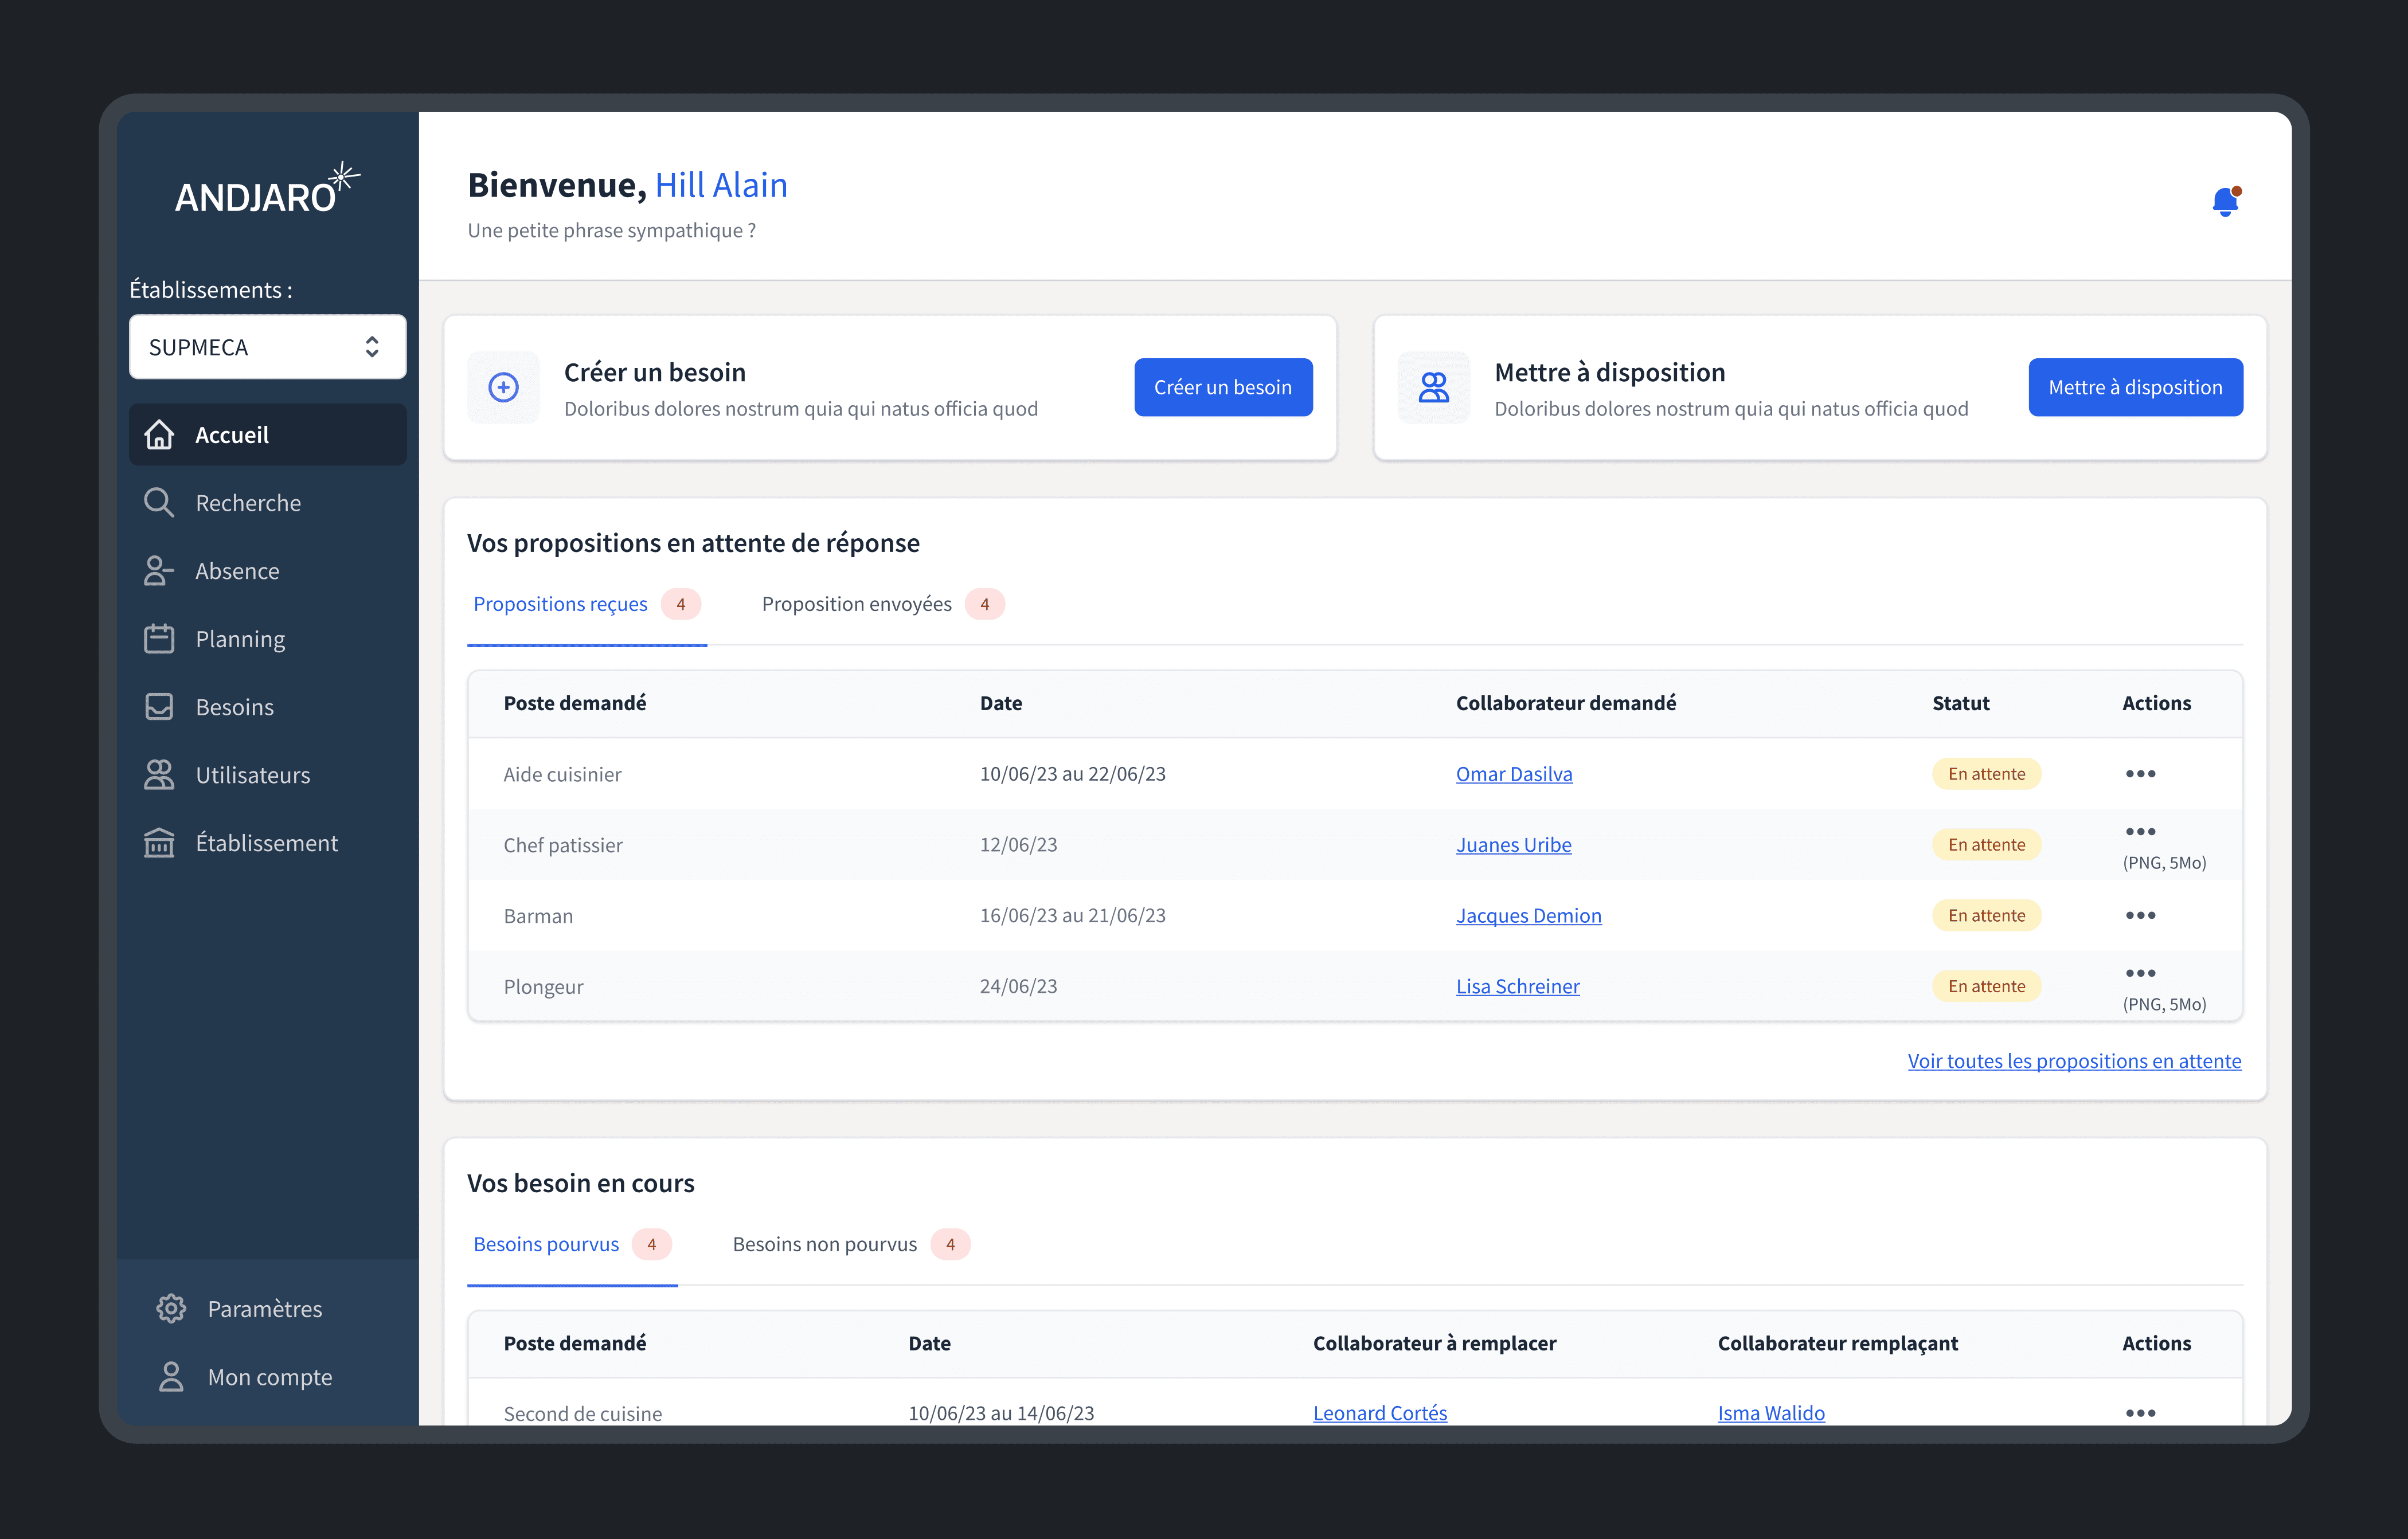 ANDJARO
Établissements :
SUPMECA
Accueil
Recherche
Absence
Planning
Besoins
Utilisateurs
Établissement
Paramètres
Mon compte
Bienvenue, Hill Alain
Une petite phrase sympathique ?
Créer un besoin
Doloribus dolores nostrum quia qui natus officia quod
Créer un besoin
Mettre à disposition
Doloribus dolores nostrum quia qui natus officia quod
Mettre à disposition
Vos propositions en attente de réponse
Propositions reçues 4 Proposition envoyées 4
Poste demandé Date Collaborateur demandé Statut Actions
Aide cuisinier 10/06/23 au 22/06/23 Omar Dasilva En attente
Chef patissier 12/06/23 Juanes Uribe En attente
(PNG, 5Mo)
Barman 16/06/23 au 21/06/23 Jacques Demion En attente
Plongeur 24/06/23 Lisa Schreiner En attente
(PNG, 5Mo)
Voir toutes les propositions en attente
Vos besoin en cours
Besoins pourvus 4 Besoins non pourvus 4
Poste demandé Date Collaborateur à remplacer Collaborateur remplaçant Actions
Second de cuisine 10/06/23 au 14/06/23 Leonard Cortés Isma Walido